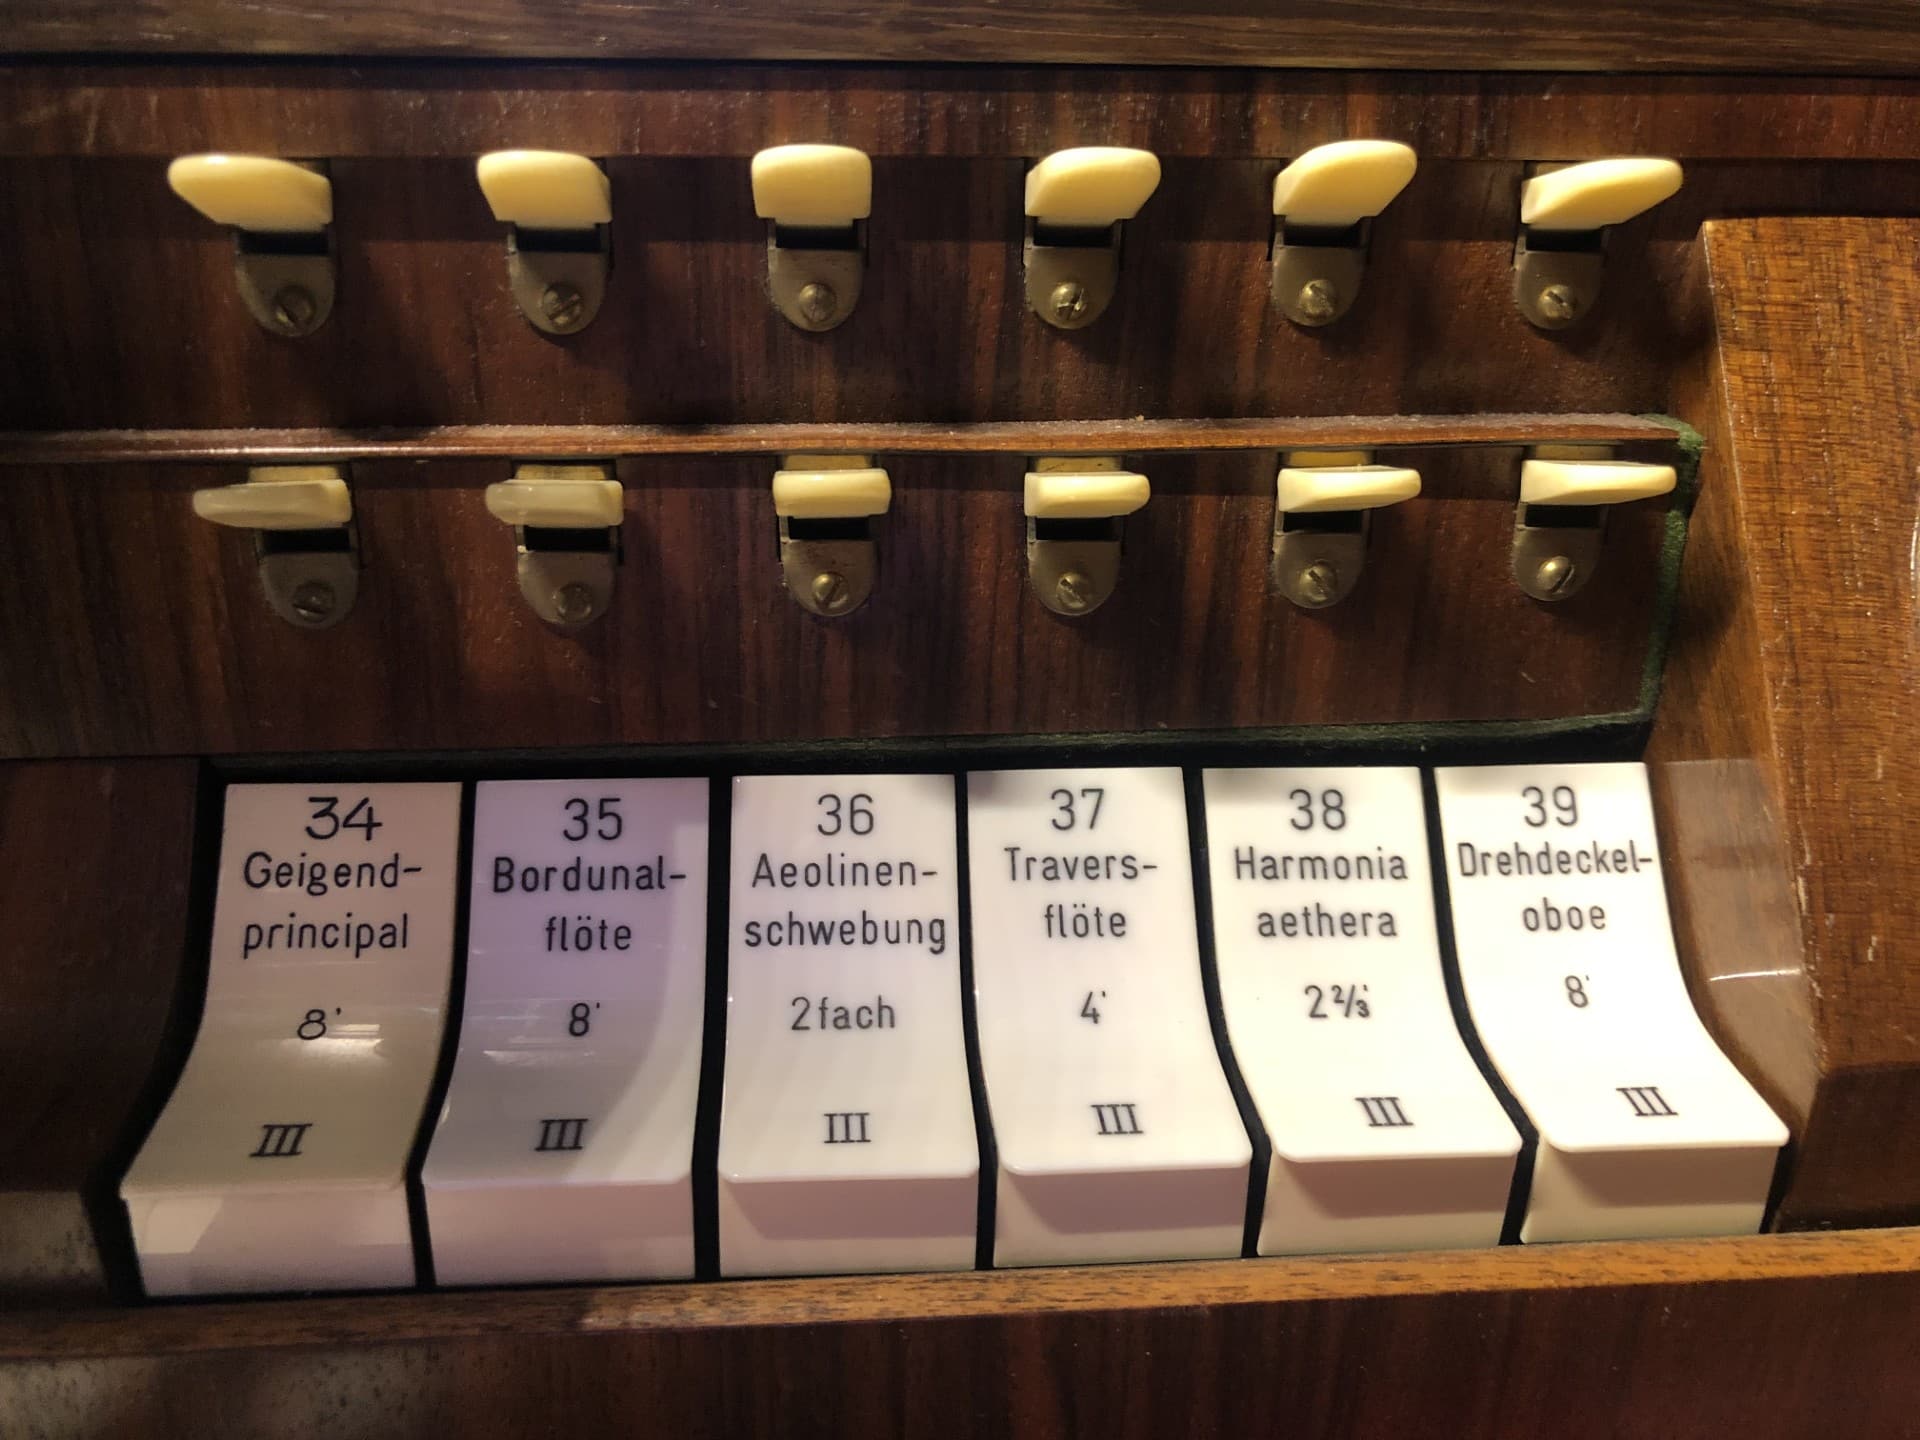 34
Geigend-
principal
8'
III
35
Bordunal-
flöte
8'
III
36
Aeolinen-
schwebung
2fach
III
37
Travers-
flöte
4'
III
38
Harmonia
aethera
2⅔'
III
39
Drehdeckel-
oboe
8'
III